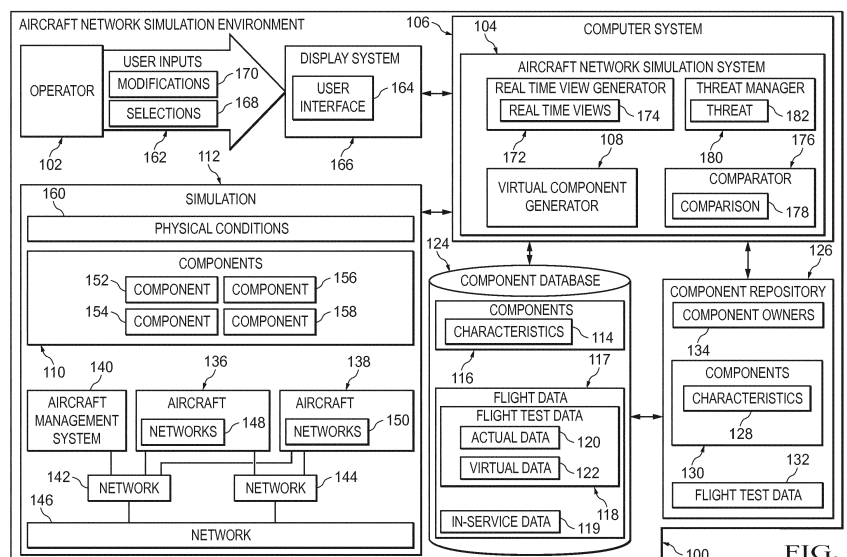 AIRCRAFT NETWORK SIMULATION ENVIRONMENT
OPERATOR
102
USER INPUTS
MODIFICATIONS
170
SELECTIONS
168
162
DISPLAY SYSTEM
USER
INTERFACE
164
166
106
COMPUTER SYSTEM
104
AIRCRAFT NETWORK SIMULATION SYSTEM
REAL TIME VIEW GENERATOR
REAL TIME VIEWS
174
172
THREAT MANAGER
THREAT
182
180
108
VIRTUAL COMPONENT
GENERATOR
176
COMPARATOR
COMPARISON
178
112
SIMULATION
160
PHYSICAL CONDITIONS
COMPONENTS
152
COMPONENT
COMPONENT
156
154
COMPONENT
COMPONENT
158
110
140
AIRCRAFT
MANAGEMENT
SYSTEM
136
AIRCRAFT
NETWORKS
148
138
AIRCRAFT
NETWORKS
150
142
NETWORK
NETWORK
144
146
NETWORK
124
COMPONENT DATABASE
COMPONENTS
CHARACTERISTICS
114
116
117
FLIGHT DATA
FLIGHT TEST DATA
ACTUAL DATA
120
VIRTUAL DATA
122
118
IN-SERVICE DATA
119
126
COMPONENT REPOSITORY
COMPONENT OWNERS
134
COMPONENTS
CHARACTERISTICS
128
130
132
FLIGHT TEST DATA
100
FIG.